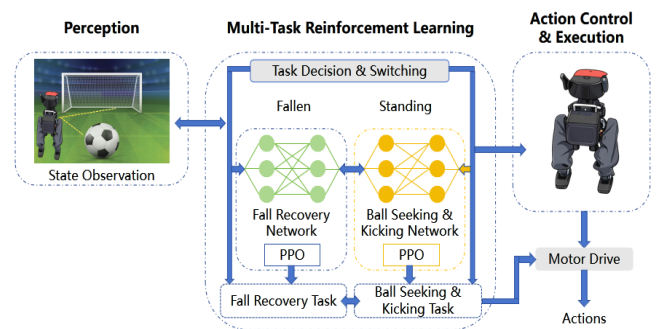 Perception
Multi-Task Reinforcement Learning
Action Control
& Execution
Task Decision & Switching
Fallen
Standing
State Observation
Fall Recovery
Network
Ball Seeking &
Kicking Network
PPO
PPO
Motor Drive
Fall Recovery Task
Ball Seeking &
Kicking Task
Actions